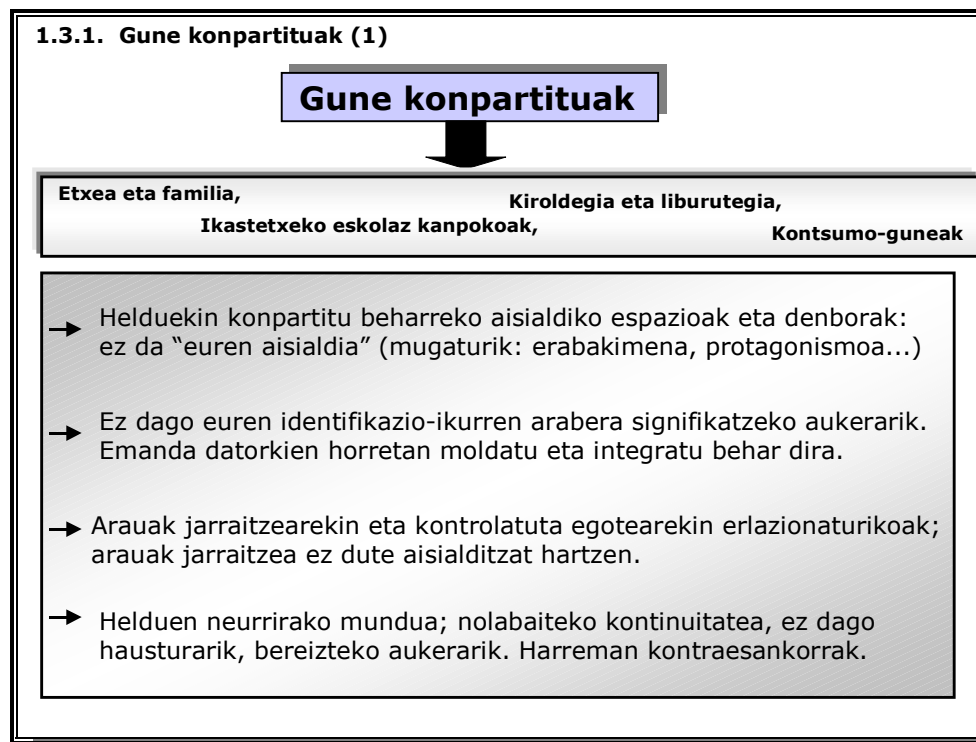 1.3.1. Gune konpartituak (1)
Gune konpartituak
Etxea eta familia,
Kiroldegia eta liburutegia,
Ikastetxeko eskolaz kanpokoak,
Kontsumo-guneak
Helduekin konpartitu beharreko aisialdiko espazioak eta denborak:
ez da “euren aisialdia” (mugaturik: erabakimena, protagonismoa...)
Ez dago euren identifikazio-ikurren arabera signifikatzeko aukerarik.
Emanda datorkien horretan moldatu eta integratu behar dira.
Arauak jarraitzearekin eta kontrolatuta egotearekin erlazionaturikoak;
arauak jarraitzea ez dute aisialditzat hartzen.
Helduen neurrirako mundua; nolabaiteko kontinuitatea, ez dago
hausturarik, bereizteko aukerarik. Harreman kontraesankorrak.